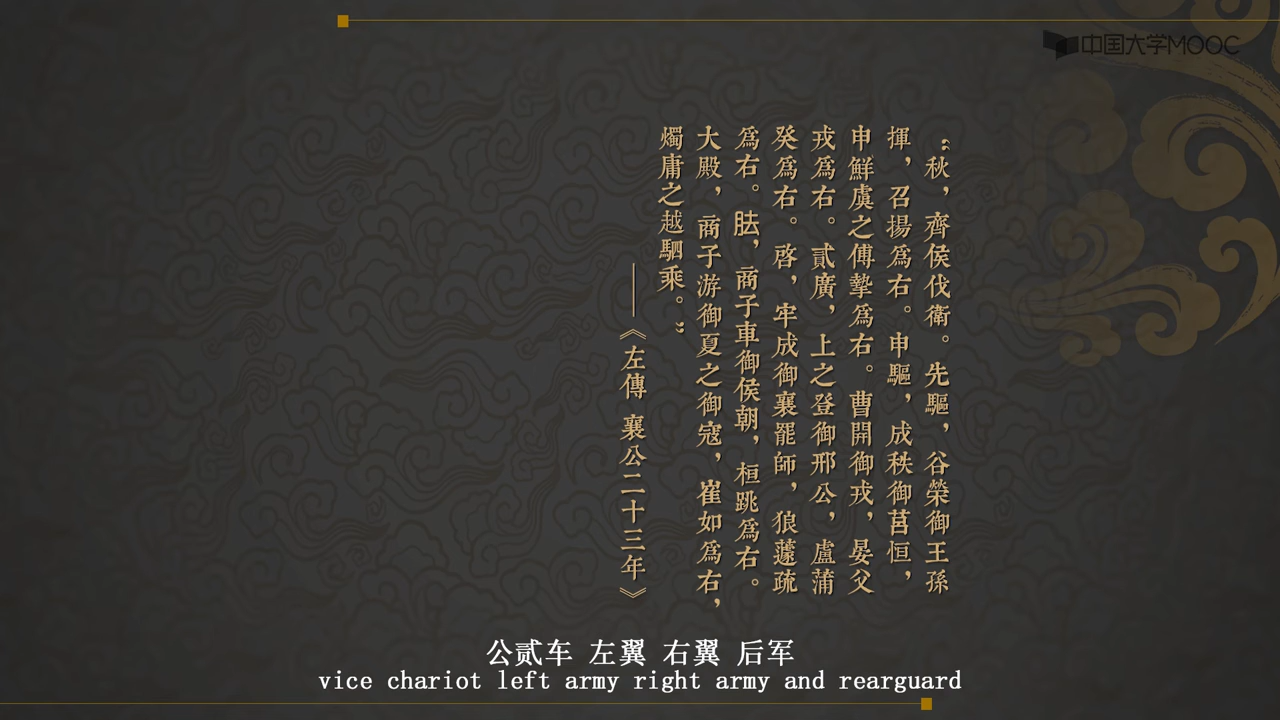 中国大学MOOC
“秋，齊侯伐衛。先驅，谷榮御王孫
揮，召揚爲右。申驅，成秩御莒恒，
申鮮虞之傅摯爲右。曹開御戎，晏父
戎爲右。貳廣，上之登御邢公，盧蒲
癸爲右。啓，牢成御襄罷師，狼蘧疏
爲右。胠，商子車御侯朝，桓跳爲右。
大殿，商子游御夏之御寇，崔如爲右，
燭庸之越駟乘。”
——《左傳 襄公二十三年》
公贰车 左翼 右翼 后军
vice chariot left army right army and rearguard